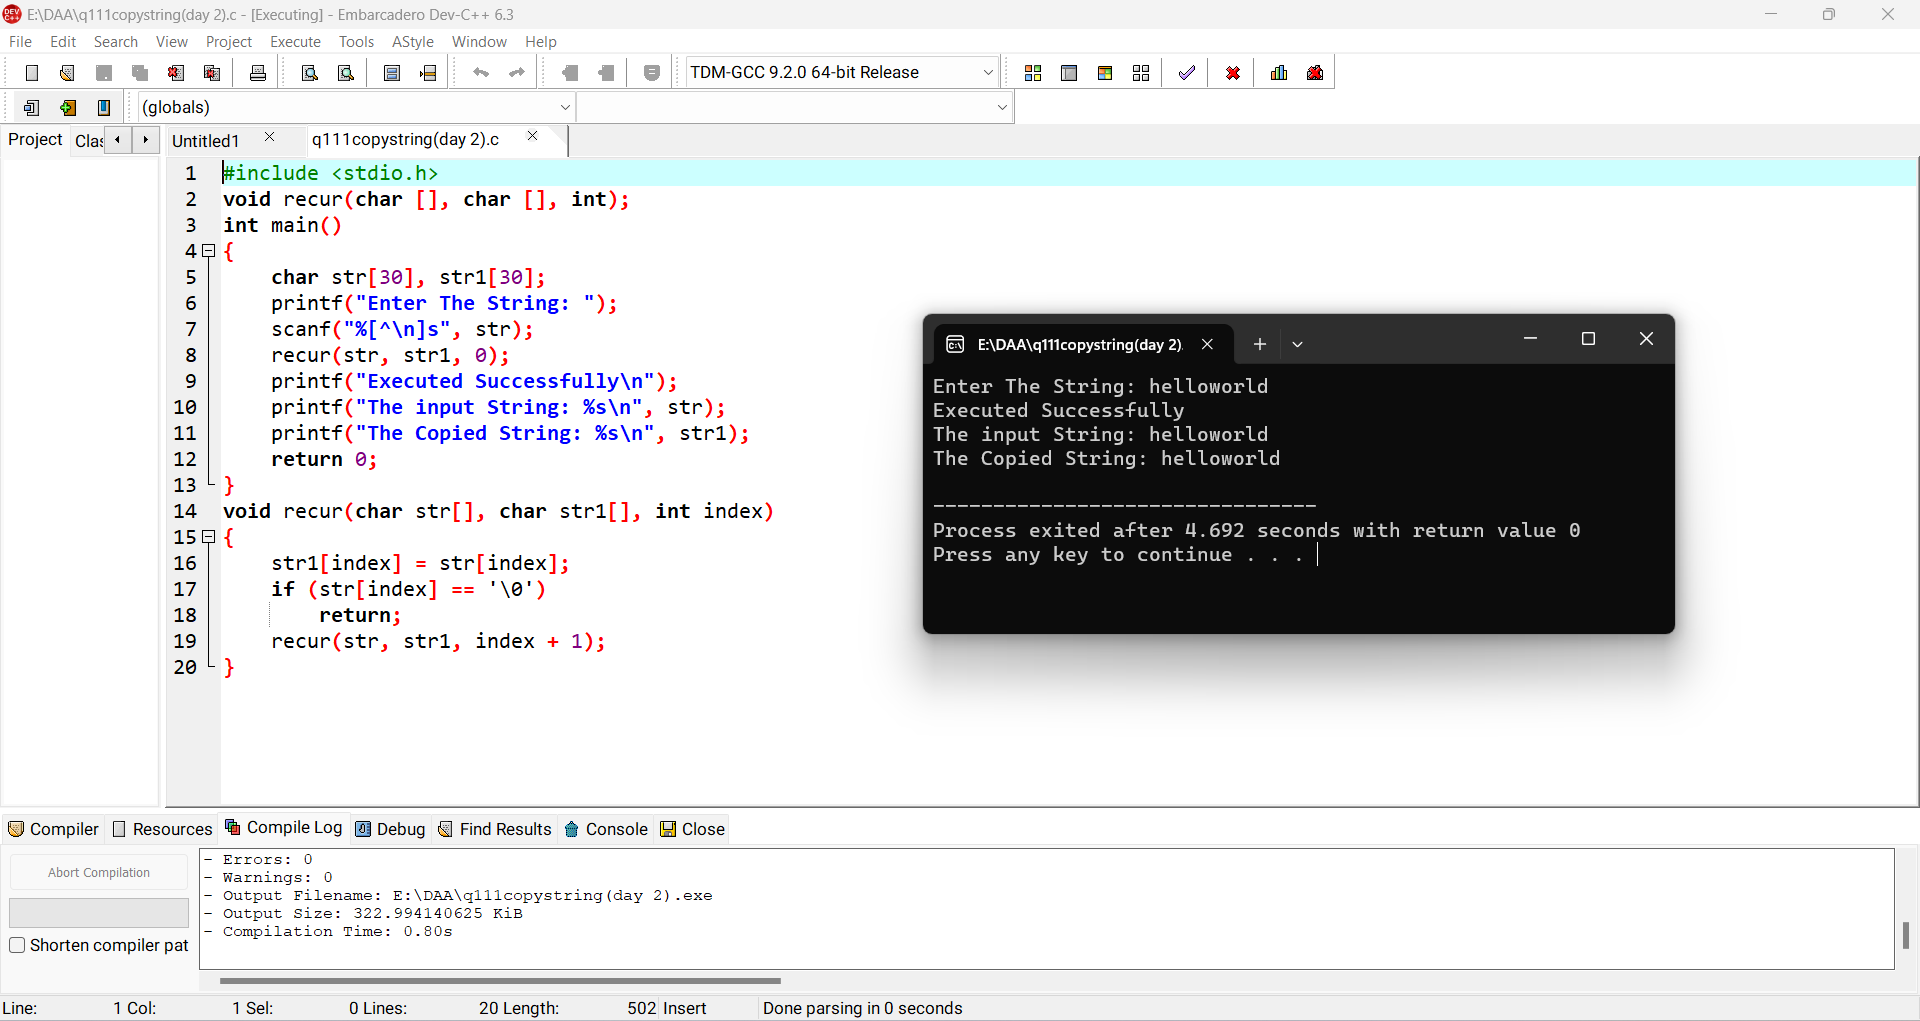 E:\DAA\q111copystring(day 2).c - [Executing] - Embarcadero Dev-C++ 6.3
File Edit Search View Project Execute Tools AStyle Window Help
TDM-GCC 9.2.0 64-bit Release
(globals)
Project Clas Untitled1 q111copystring(day 2).c
1 #include <stdio.h>
2 void recur(char [], char [], int);
3 int main()
4 {
5 char str[30], str1[30];
6 printf("Enter The String: ");
7 scanf("%[^\n]s", str);
8 recur(str, str1, 0);
9 printf("Executed Successfully\n");
10 printf("The input String: %s\n", str);
11 printf("The Copied String: %s\n", str1);
12 return 0;
13 }
14 void recur(char str[], char str1[], int index)
15 {
16 str1[index] = str[index];
17 if (str[index] == '\0')
18 return;
19 recur(str, str1, index + 1);
20 }
E:\DAA\q111copystring(day 2).
Enter The String: helloworld
Executed Successfully
The input String: helloworld
The Copied String: helloworld
--------------------------------
Process exited after 4.692 seconds with return value 0
Press any key to continue . . .
Compiler Resources Compile Log Debug Find Results Console Close
Abort Compilation
Shorten compiler pat
- Errors: 0
- Warnings: 0
- Output Filename: E:\DAA\q111copystring(day 2).exe
- Output Size: 322.994140625 KiB
- Compilation Time: 0.80s
Line: 1 Col: 1 Sel: 0 Lines: 20 Length: 502 Insert Done parsing in 0 seconds